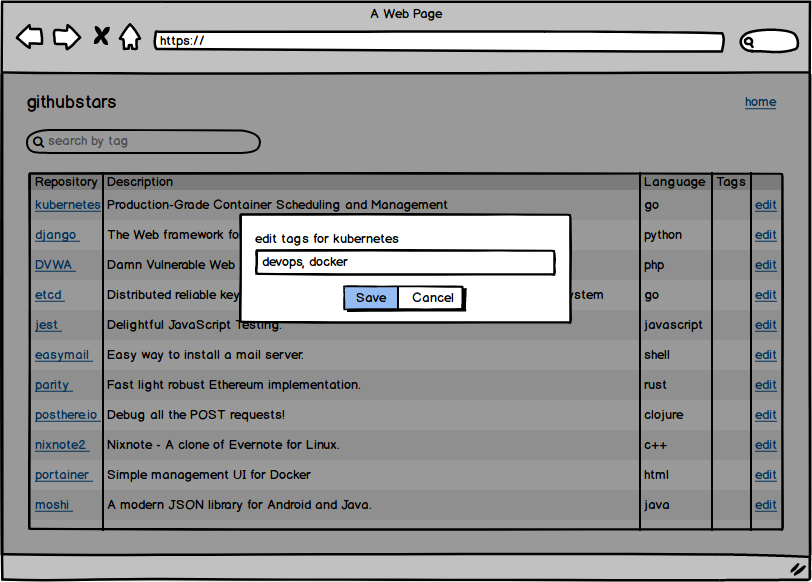 A Web Page
https://
githubstars
home
search by tag
Repository Description Language Tags
kubernetes Production-Grade Container Scheduling and Management go edit
django The Web framework fo python edit
DVWA Damn Vulnerable Web php edit
etcd Distributed reliable key ystem go edit
jest Delightful JavaScript Testing. javascript edit
easymail Easy way to install a mail server. shell edit
parity Fast light robust Ethereum implementation. rust edit
posthere.io Debug all the POST requests! clojure edit
nixnote2 Nixnote - A clone of Evernote for Linux. c++ edit
portainer Simple management UI for Docker html edit
moshi A modern JSON library for Android and Java. java edit
edit tags for kubernetes
devops, docker
Save Cancel